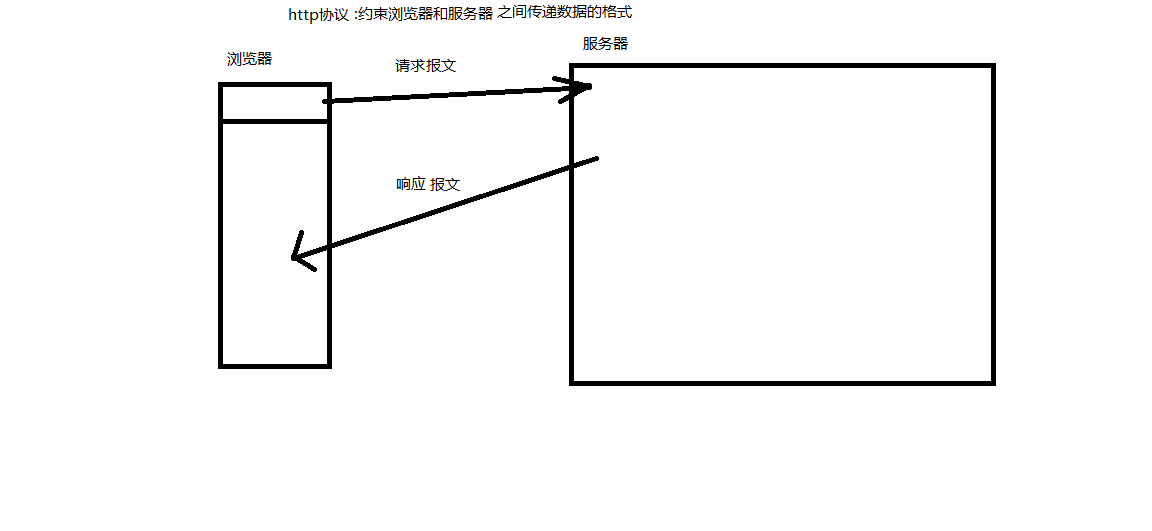 http协议 :约束浏览器和服务器 之间传递数据的格式
服务器
浏览器
请求报文
响应 报文